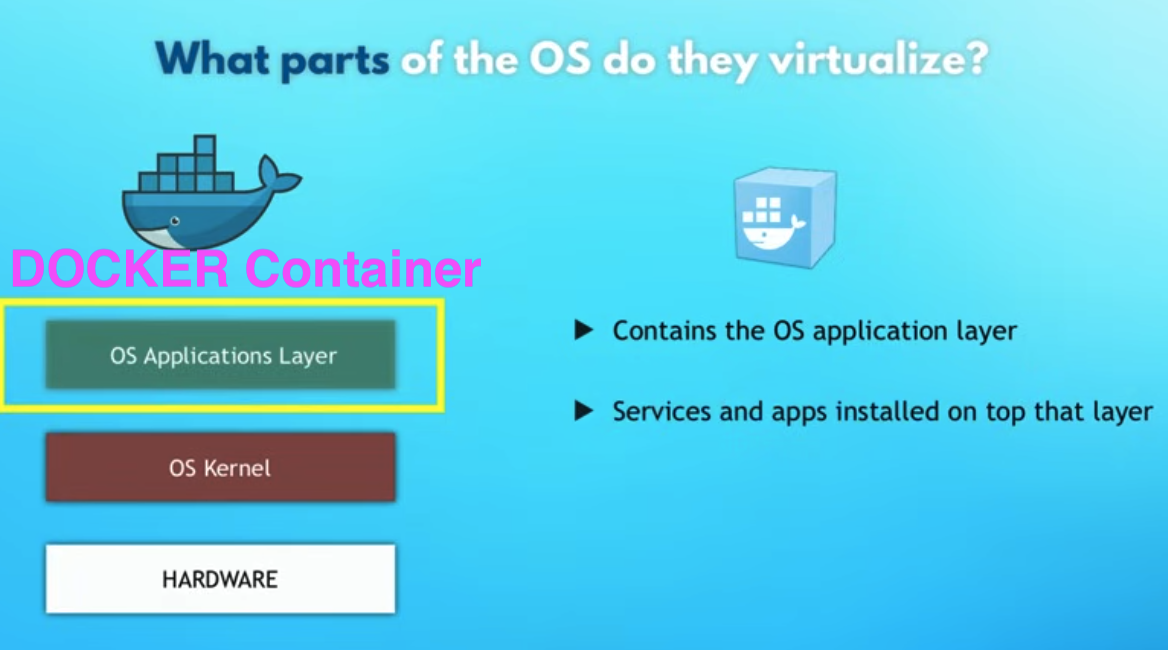 What parts of the OS do they virtualize?
DOCKER Container
OS Applications Layer
OS Kernel
HARDWARE
▶ Contains the OS application layer
▶ Services and apps installed on top that layer